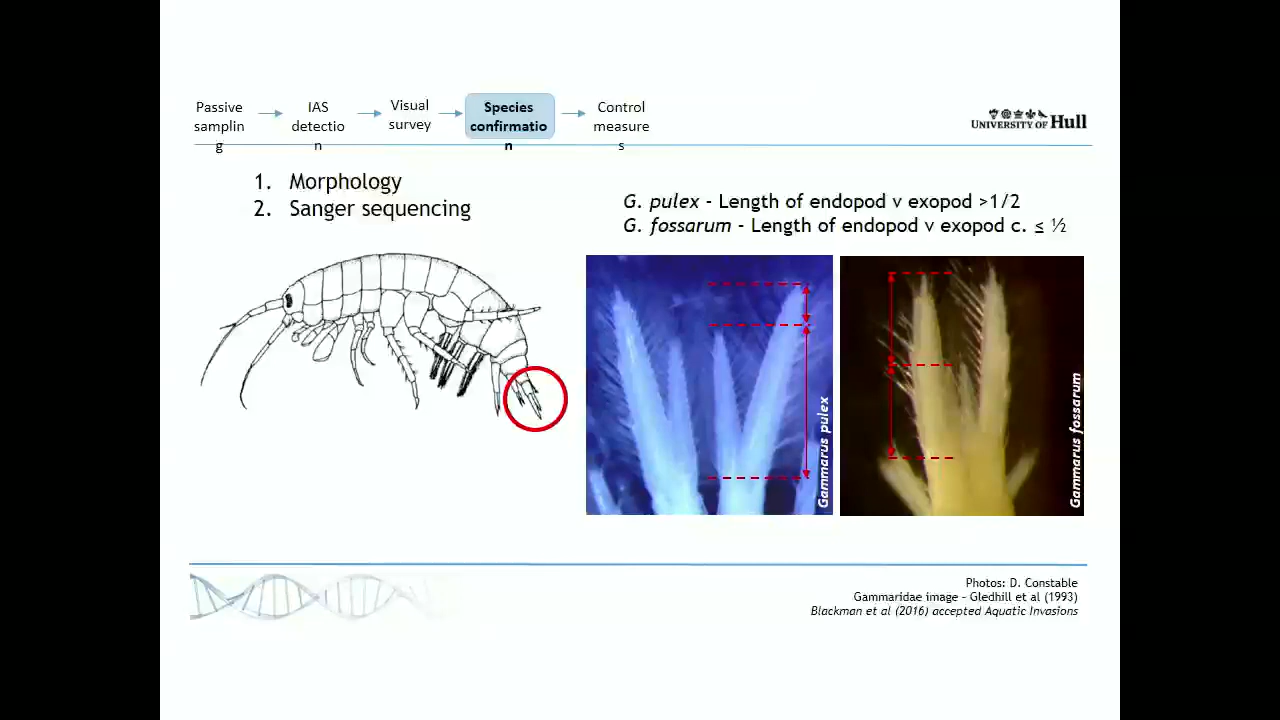 Passive
samplin
g
IAS
detectio
n
Visual
survey
Species
confirmatio
n
Control
measure
s
UNIVERSITY OF Hull
1. Morphology
2. Sanger sequencing
G. pulex - Length of endopod v exopod >1/2
G. fossarum - Length of endopod v exopod c. ≤ ½
Gammarus pulex
Gammarus fossarum
Photos: D. Constable
Gammaridae image - Gledhill et al (1993)
Blackman et al (2016) accepted Aquatic Invasions